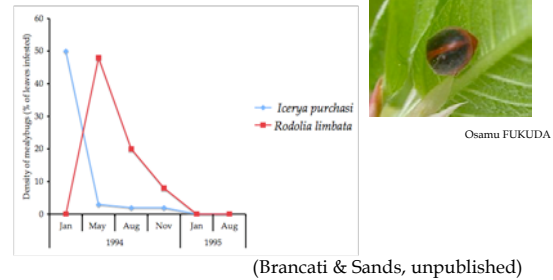 Density of mealybugs (% of leaves infested)
60
50
40
30
20
10
0
Jan May Aug Nov Jan Aug
1994 1995
Icerya purchasi
Rodolia limbata
Osamu FUKUDA
(Brancati & Sands, unpublished)